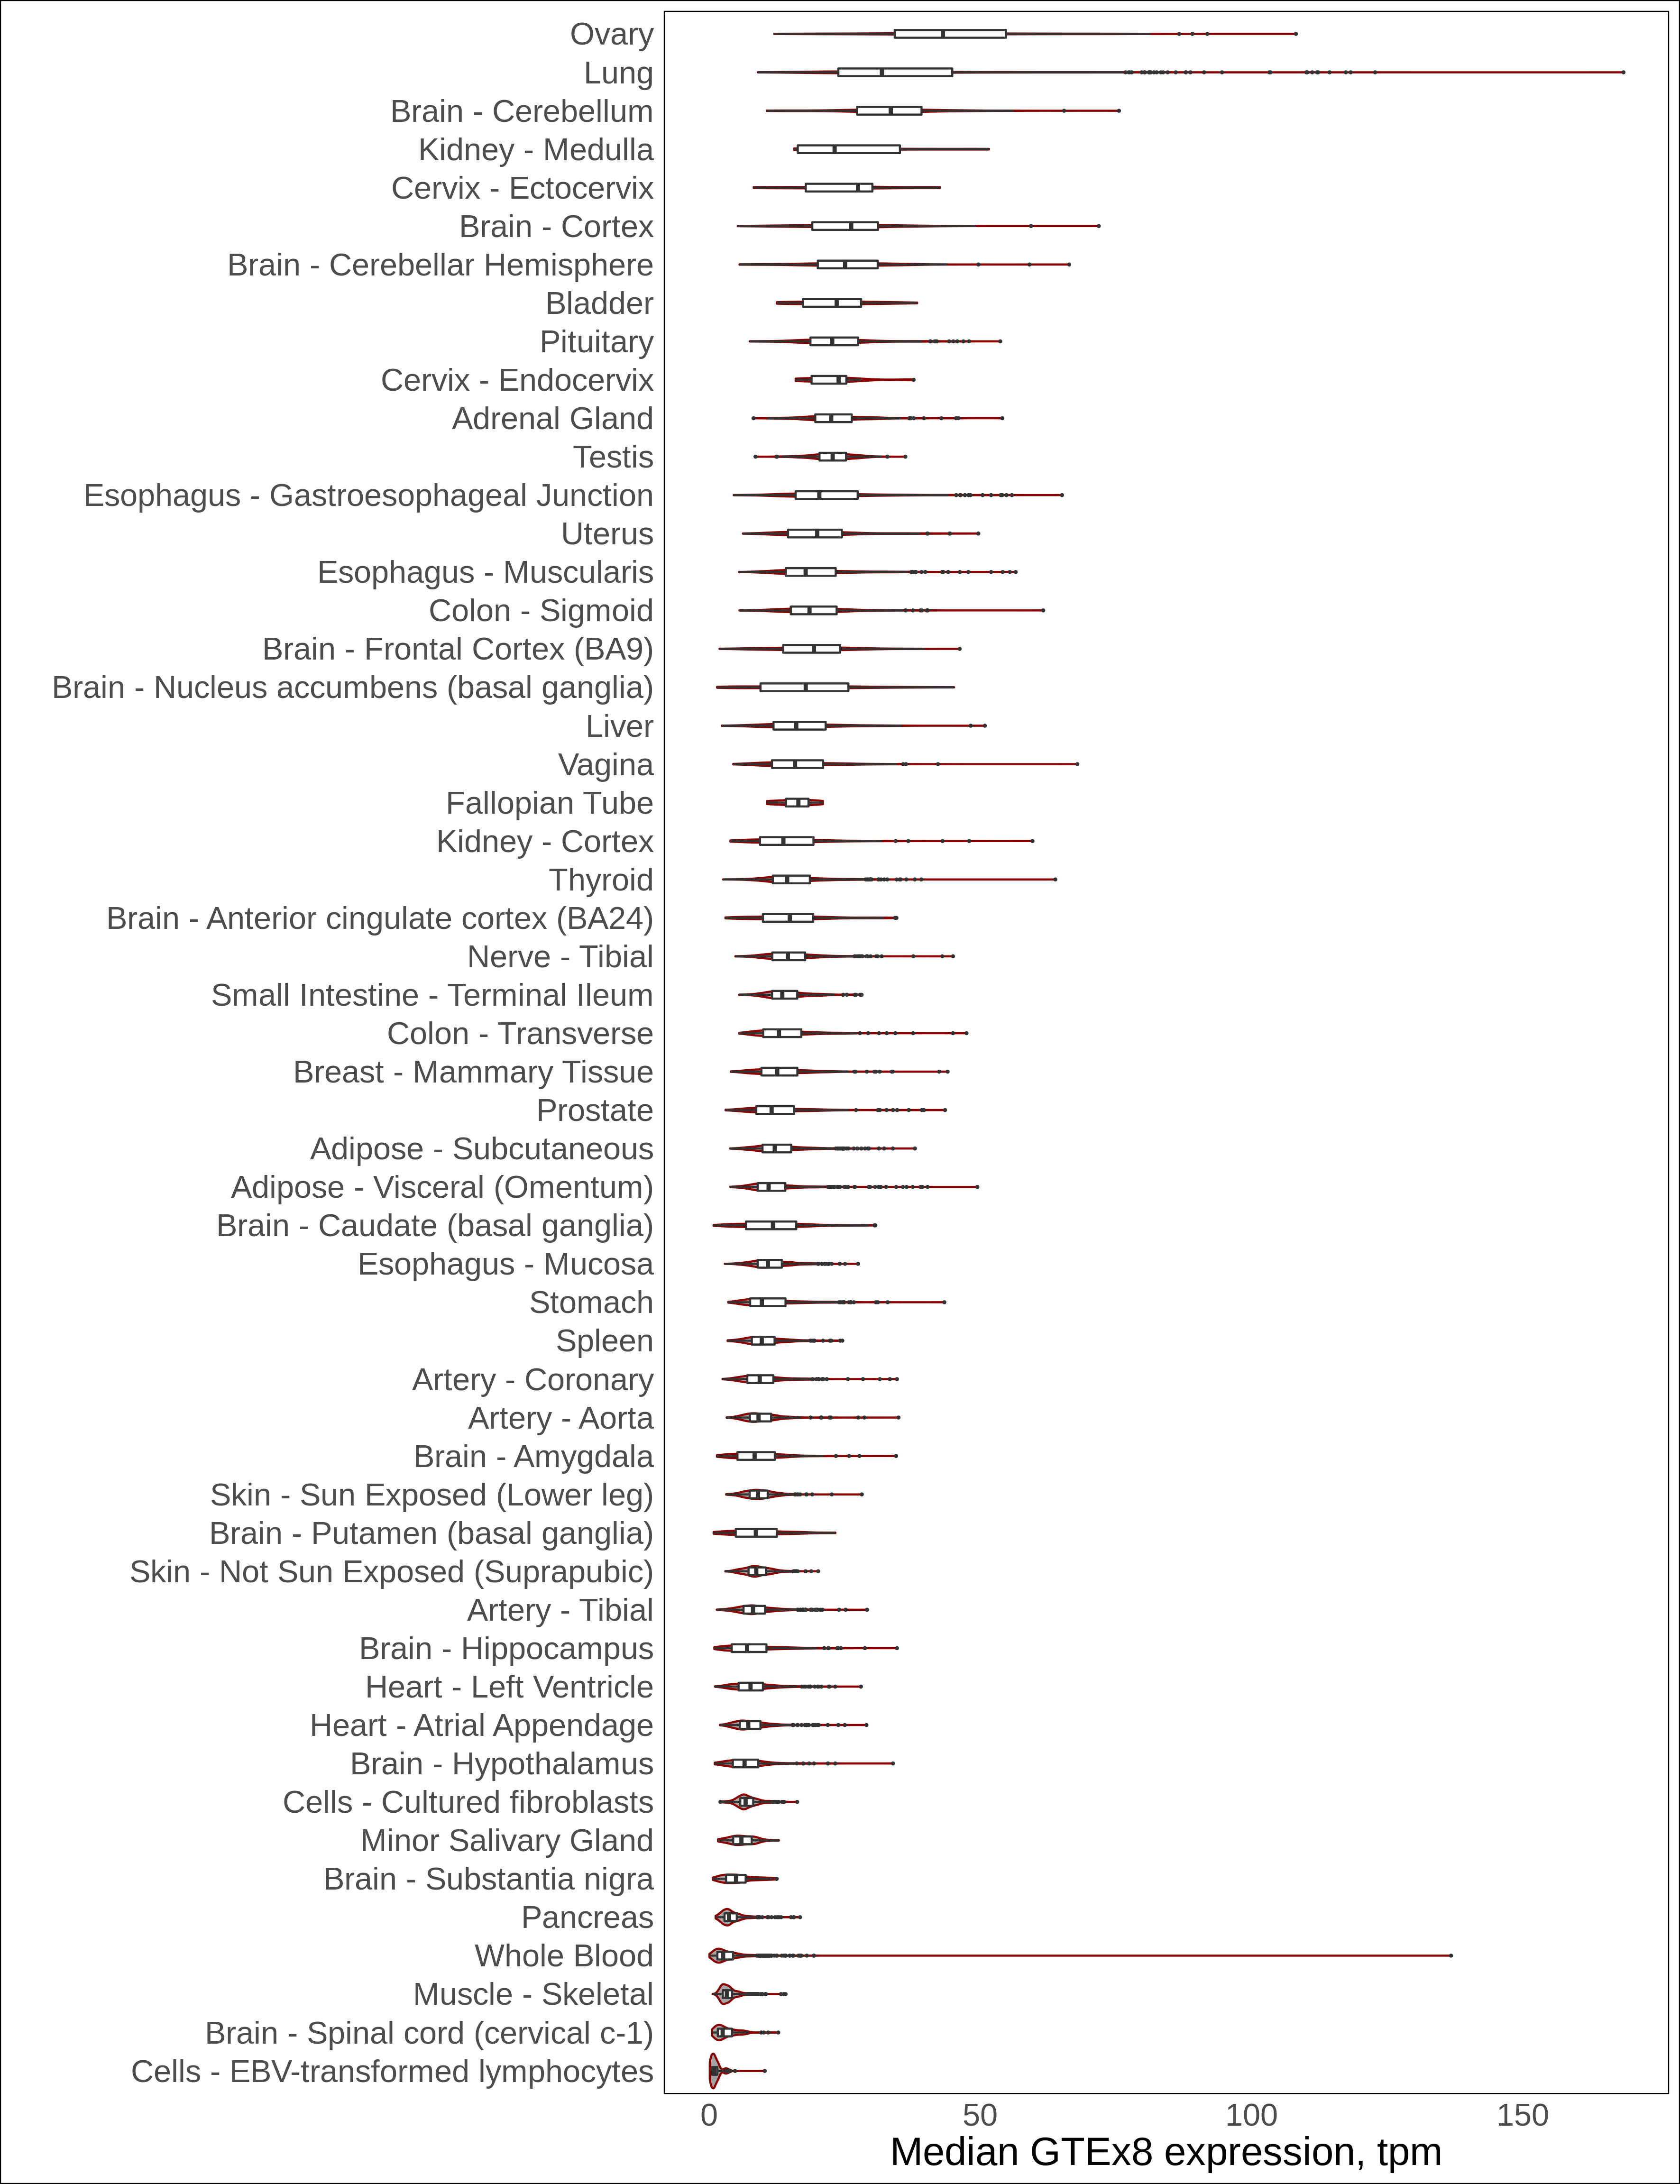 Ovary
Lung
Brain - Cerebellum
Kidney - Medulla
Cervix - Ectocervix
Brain - Cortex
Brain - Cerebellar Hemisphere
Bladder
Pituitary
Cervix - Endocervix
Adrenal Gland
Testis
Esophagus - Gastroesophageal Junction
Uterus
Esophagus - Muscularis
Colon - Sigmoid
Brain - Frontal Cortex (BA9)
Brain - Nucleus accumbens (basal ganglia)
Liver
Vagina
Fallopian Tube
Kidney - Cortex
Thyroid
Brain - Anterior cingulate cortex (BA24)
Nerve - Tibial
Small Intestine - Terminal Ileum
Colon - Transverse
Breast - Mammary Tissue
Prostate
Adipose - Subcutaneous
Adipose - Visceral (Omentum)
Brain - Caudate (basal ganglia)
Esophagus - Mucosa
Stomach
Spleen
Artery - Coronary
Artery - Aorta
Brain - Amygdala
Skin - Sun Exposed (Lower leg)
Brain - Putamen (basal ganglia)
Skin - Not Sun Exposed (Suprapubic)
Artery - Tibial
Brain - Hippocampus
Heart - Left Ventricle
Heart - Atrial Appendage
Brain - Hypothalamus
Cells - Cultured fibroblasts
Minor Salivary Gland
Brain - Substantia nigra
Pancreas
Whole Blood
Muscle - Skeletal
Brain - Spinal cord (cervical c-1)
Cells - EBV-transformed lymphocytes
0 50 100 150
Median GTEx8 expression, tpm